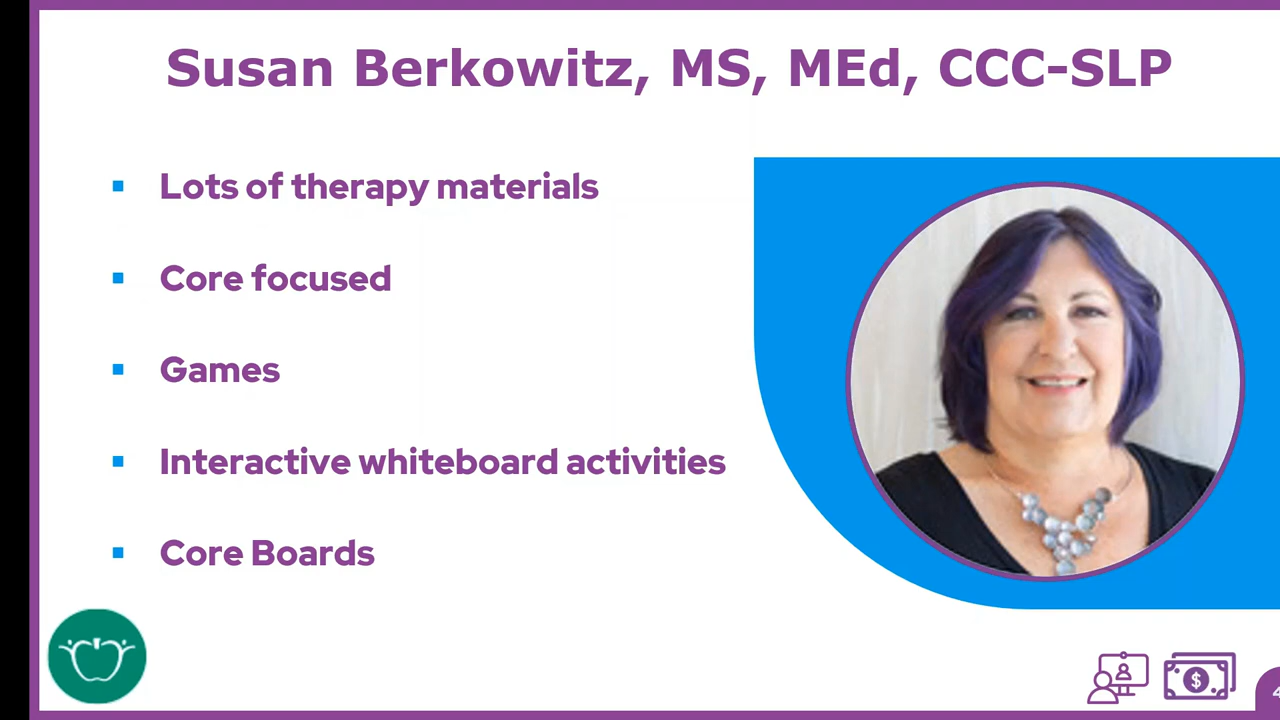 Susan Berkowitz, MS, MEd, CCC-SLP
Lots of therapy materials
Core focused
Games
Interactive whiteboard activities
Core Boards
$